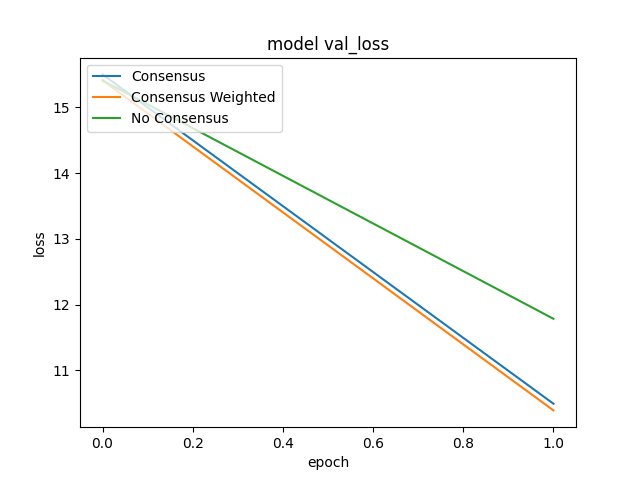 model val_loss
Consensus
Consensus Weighted
No Consensus
15
14
13
12
11
loss
0.0 0.2 0.4 0.6 0.8 1.0
epoch